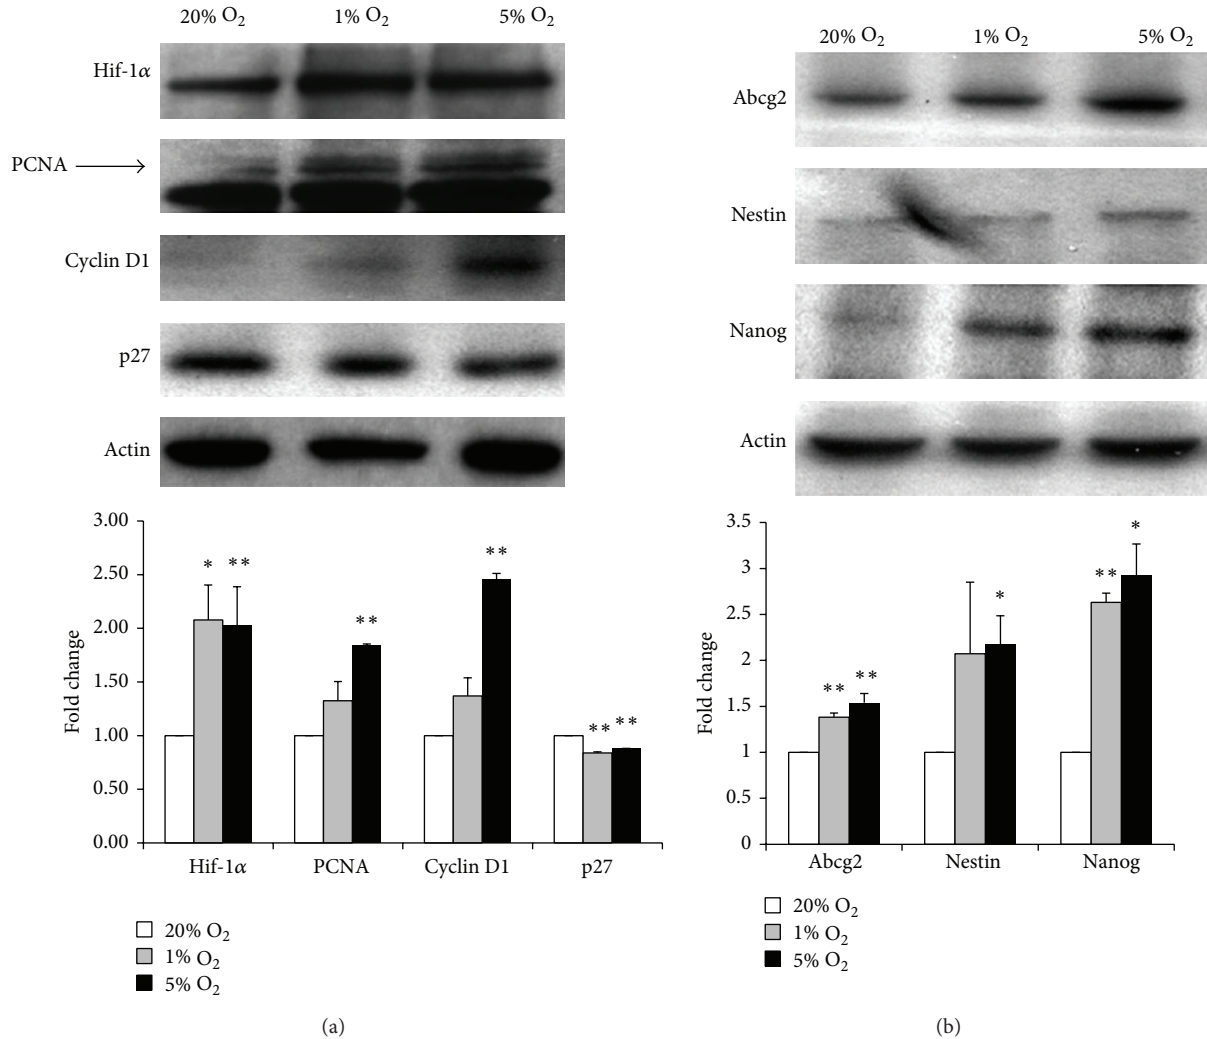 20% O2 1% O2 5% O2
Hif-1α
PCNA
Cyclin D1
p27
Actin
3.00
2.50
2.00
1.50
1.00
0.50
0.00
Fold change
* **
**
**
** **
Hif-1α PCNA Cyclin D1 p27
20% O2
1% O2
5% O2
(a)
20% O2 1% O2 5% O2
Abcg2
Nestin
Nanog
Actin
3.5
3
2.5
2
1.5
1
0.5
0
Fold change
** **
*
** *
Abcg2 Nestin Nanog
20% O2
1% O2
5% O2
(b)